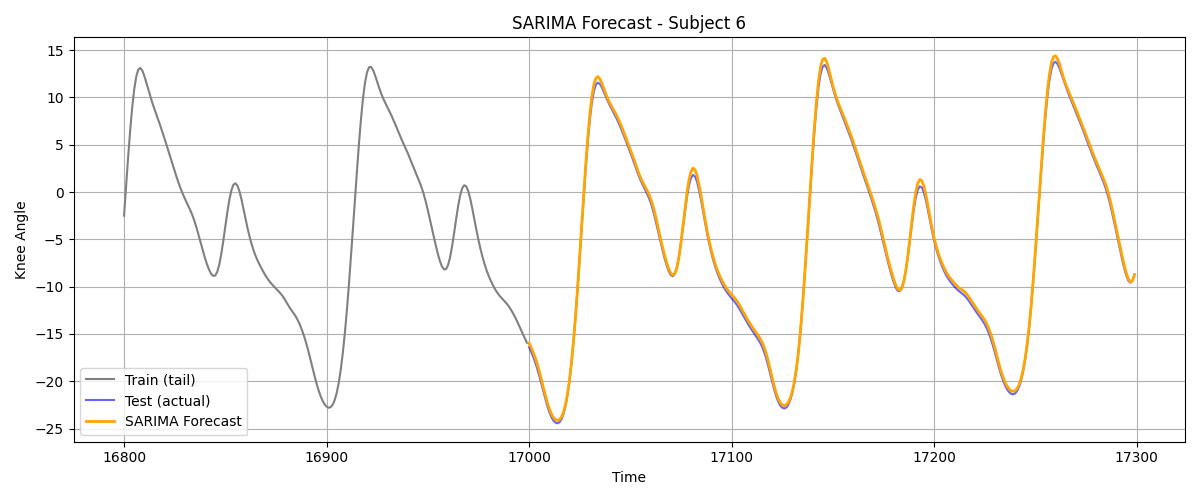 SARIMA Forecast - Subject 6
Knee Angle
15
10
5
0
−5
−10
−15
−20
−25
Train (tail)
Test (actual)
SARIMA Forecast
16800
16900
17000
17100
17200
17300
Time